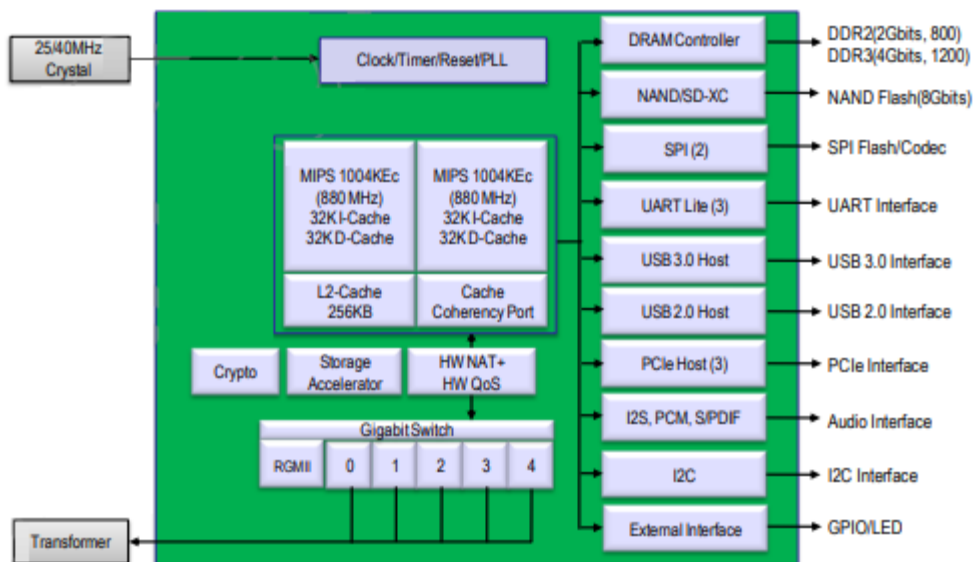 25/40MHz
Crystal
Clock/Timer/Reset/PLL
MIPS 1004KEc
(880 MHz)
32K I-Cache
32K D-Cache
MIPS 1004KEc
(880 MHz)
32K I-Cache
32K D-Cache
L2-Cache
256KB
Cache
Coherency Port
Crypto
Storage
Accelerator
HW NAT+
HW QoS
Gigabit Switch
RGMII
0
1
2
3
4
Transformer
DRAM Controller
DDR2(2Gbits, 800)
DDR3(4Gbits, 1200)
NAND/SD-XC
NAND Flash(8Gbits)
SPI (2)
SPI Flash/Codec
UART Lite (3)
UART Interface
USB 3.0 Host
USB 3.0 Interface
USB 2.0 Host
USB 2.0 Interface
PCIe Host (3)
PCIe Interface
I2S, PCM, S/PDIF
Audio Interface
I2C
I2C Interface
External Interface
GPIO/LED